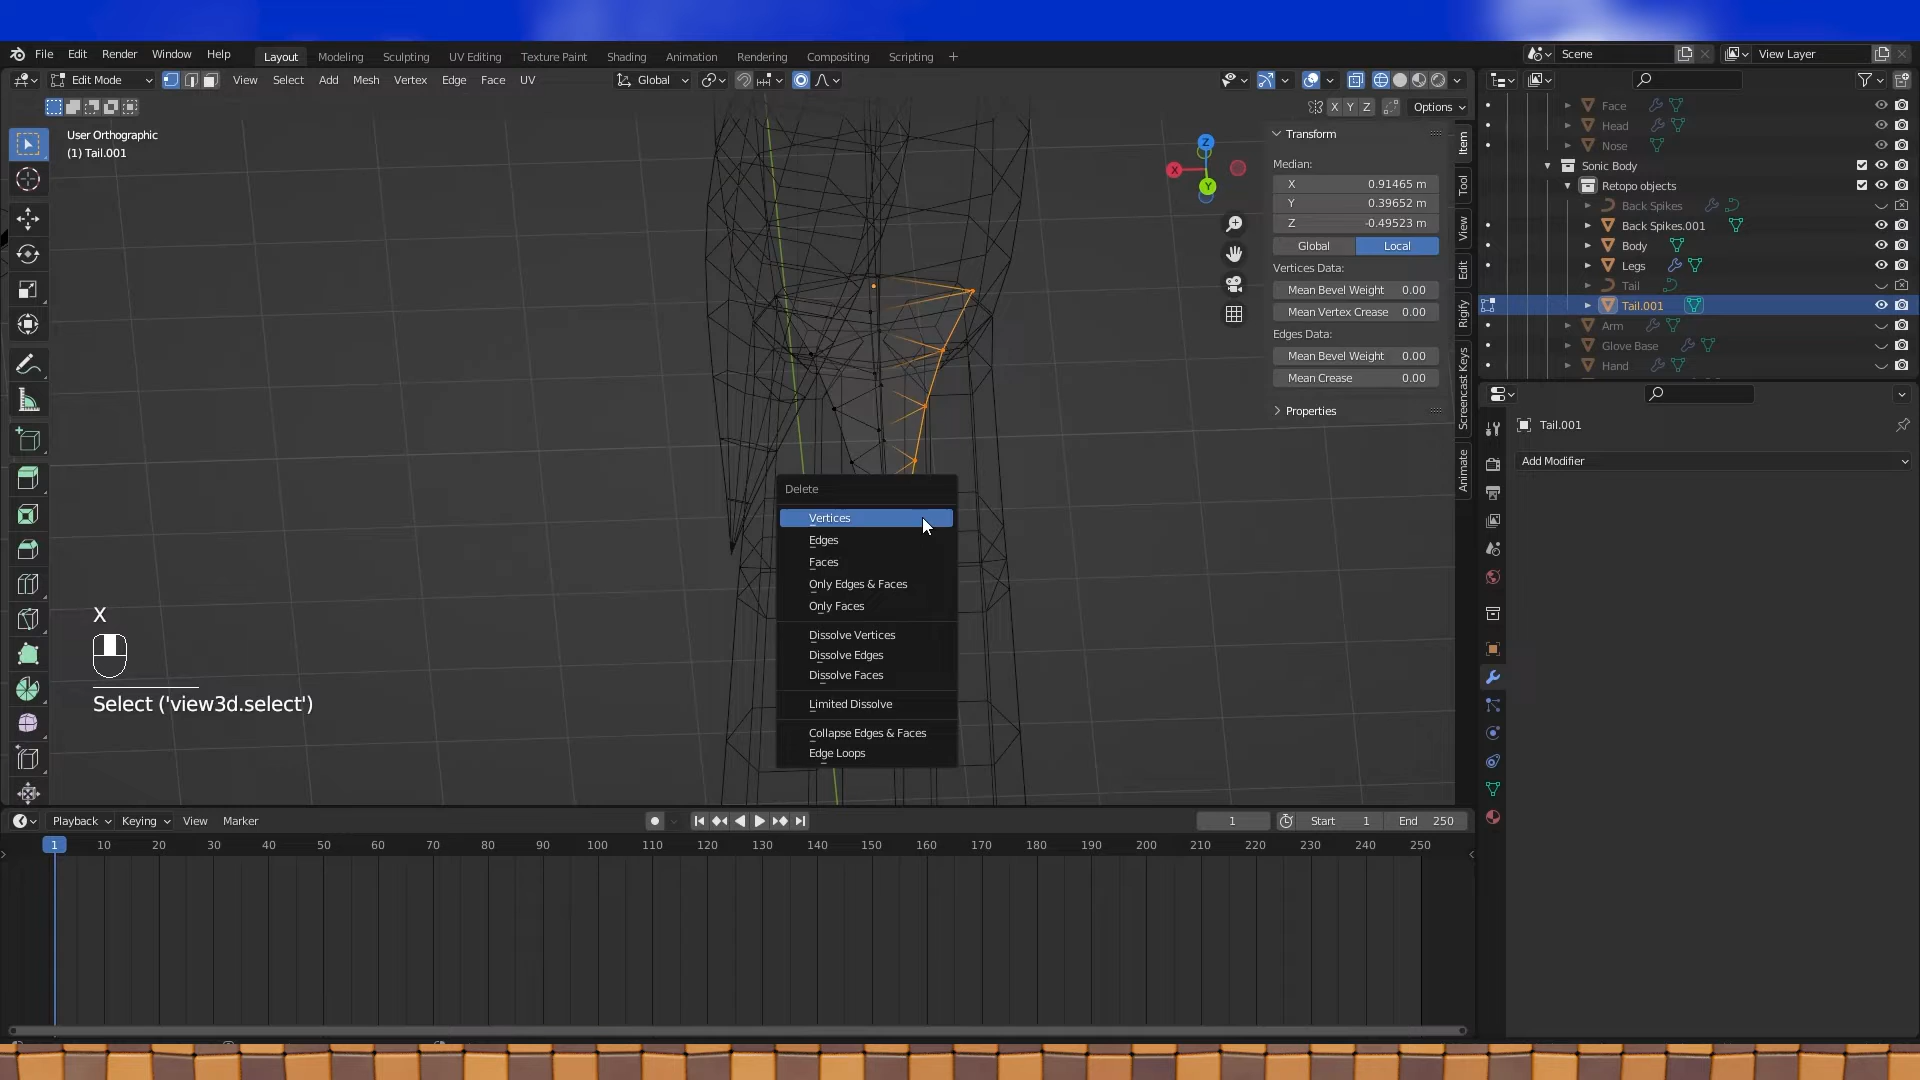 File Edit Render Window Help Layout Modeling Sculpting UV Editing Texture Paint Shading Animation Rendering Compositing Scripting + Scene View Layer
Edit Mode View Select Add Mesh Vertex Edge Face UV Global
X Y Z Options
User Orthographic
(1) Tail.001
Z
X
Y
Transform
Median:
X 0.91465 m
Y 0.39652 m
Z -0.49523 m
Global Local
Vertices Data:
Mean Bevel Weight 0.00
Mean Vertex Crease 0.00
Edges Data:
Mean Bevel Weight 0.00
Mean Crease 0.00
Properties
Item
Tool
View
Edit
Rigify
Screencast Keys
Animate
Face
Head
Nose
Sonic Body
Retopo objects
Back Spikes
Back Spikes.001
Body
Legs
Tail
Tail.001
Arm
Glove Base
Hand
Tail.001
Add Modifier
Delete
Vertices
Edges
Faces
Only Edges & Faces
Only Faces
Dissolve Vertices
Dissolve Edges
Dissolve Faces
Limited Dissolve
Collapse Edges & Faces
Edge Loops
X
Select ('view3d.select')
Playback Keying View Marker 1 Start 1 End 250
1 10 20 30 40 50 60 70 80 90 100 110 120 130 140 150 160 170 180 190 200 210 220 230 240 250